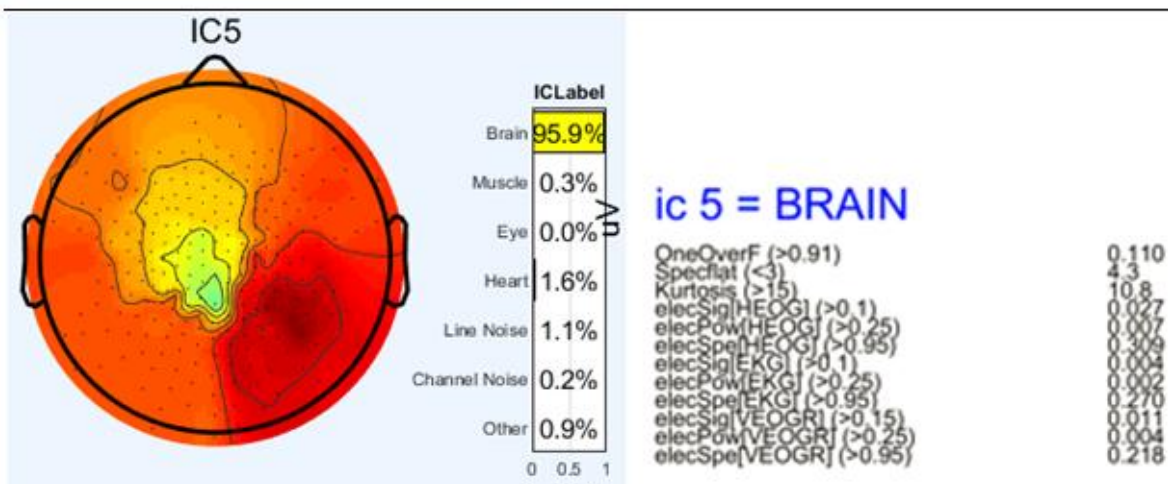 IC5
ICLabel
Brain 95.9%
Muscle 0.3%
Eye 0.0%
Heart 1.6%
Line Noise 1.1%
Channel Noise 0.2%
Other 0.9%
0 0.5 1
ic 5 = BRAIN
OneOverF (>0.91) 0.110
Specflat (<3) 4.3
Kurtosis (>15) 10.8
elecSig[HEOG] (>0.1) 0.027
elecPow[HEOG] (>0.25) 0.007
elecSpe[HEOG] (>0.95) 0.309
elecSig[EKG] (>0.1) 0.004
elecPow[EKG] (>0.25) 0.002
elecSpe[EKG] (>0.95) 0.270
elecSig[VEOGR] (>0.15) 0.011
elecPow[VEOGR] (>0.25) 0.004
elecSpe[VEOGR] (>0.95) 0.218